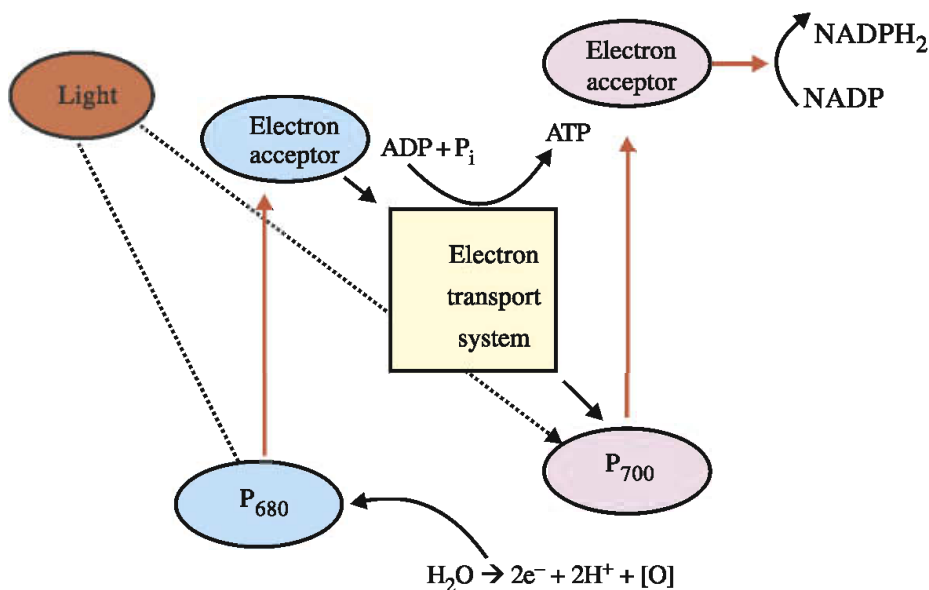 Light
Electron
acceptor
ADP + Pᵢ
ATP
Electron
acceptor
NADPH₂
NADP
Electron
transport
system
P₆₈₀
P₇₀₀
H₂O → 2e⁻ + 2H⁺ + [O]